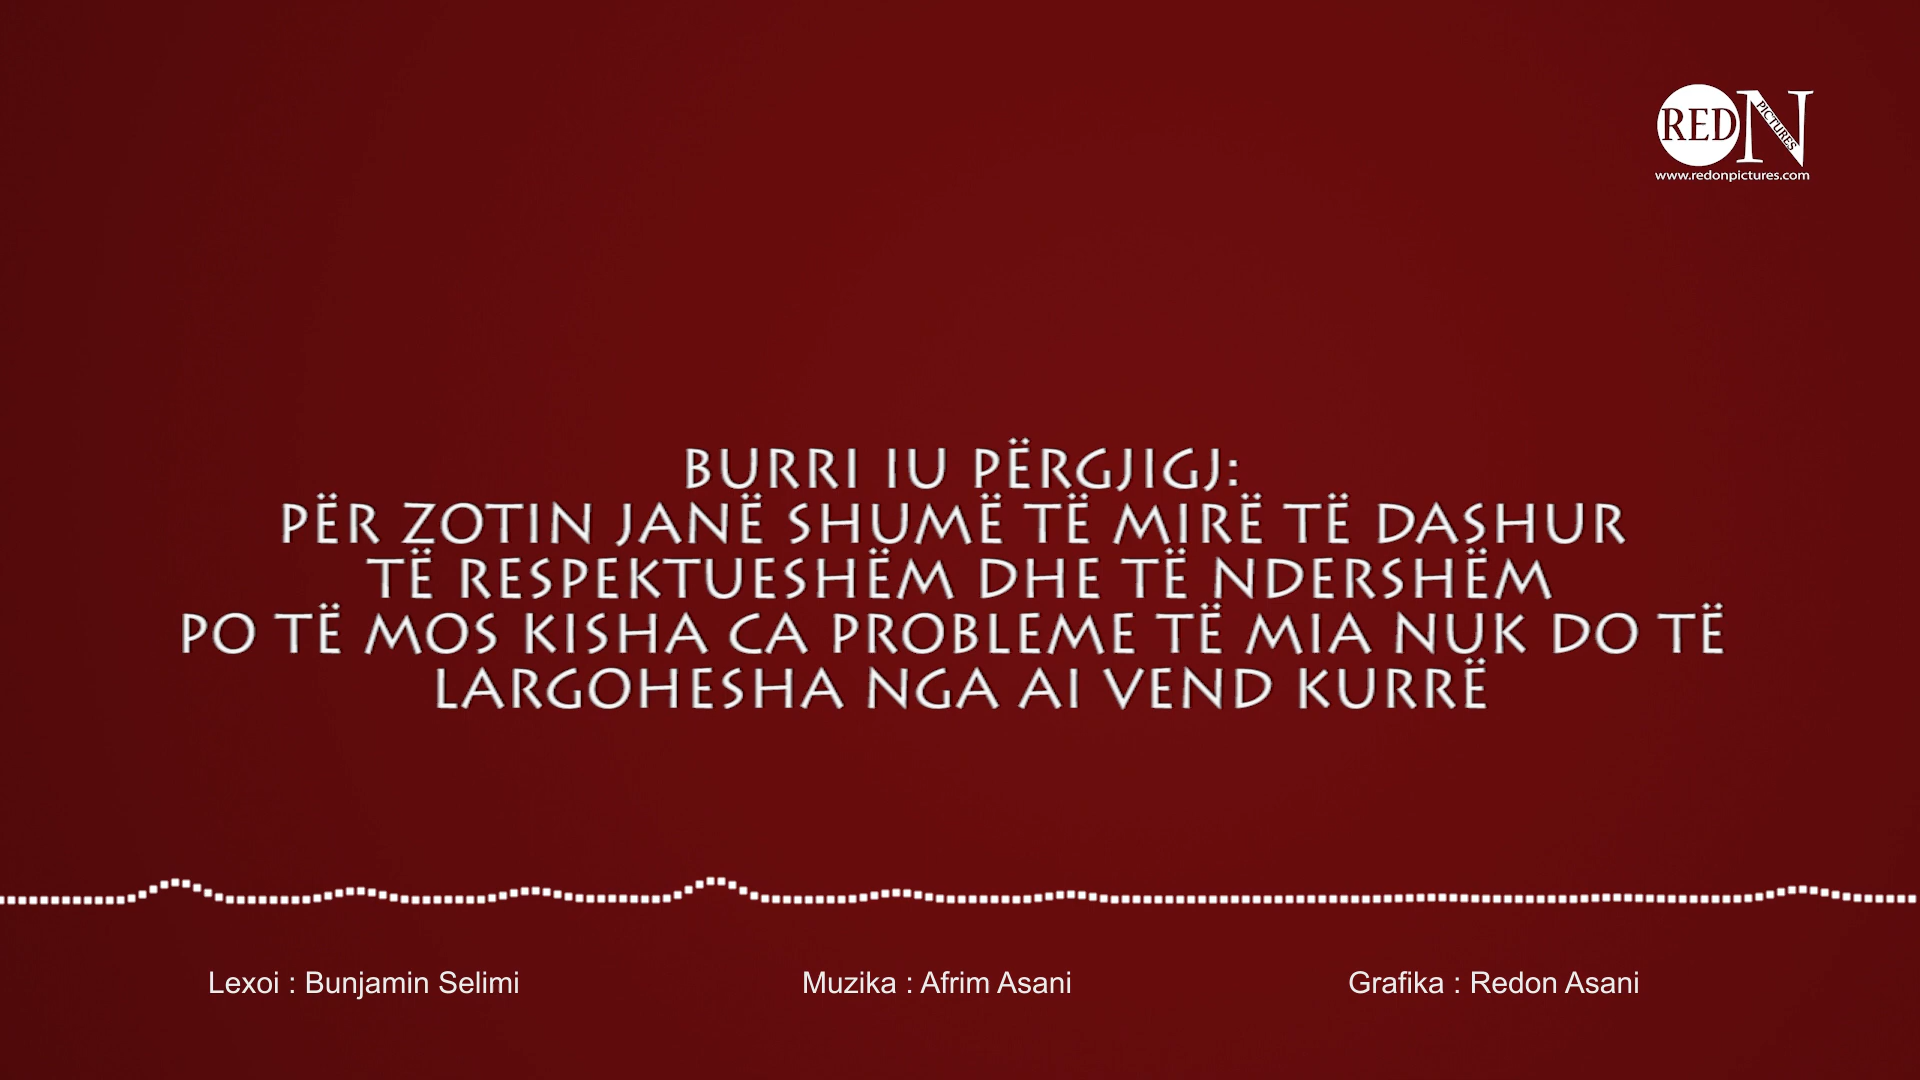 RED N
PICTURES
www.redonpictures.com
BURRI IU PËRGJIGJ:
PËR ZOTIN JANË SHUMË TË MIRË TË DASHUR
TË RESPEKTUESHËM DHE TË NDERSHËM
PO TË MOS KISHA CA PROBLEME TË MIA NUK DO TË
LARGOHESHA NGA AI VEND KURRË
Lexoi : Bunjamin Selimi
Muzika : Afrim Asani
Grafika : Redon Asani